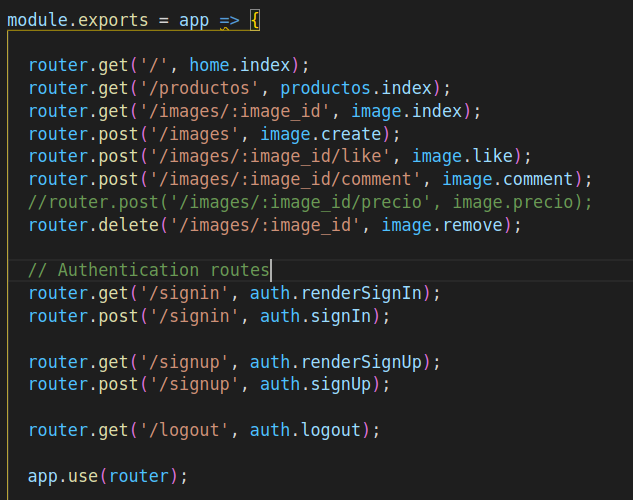 module.exports = app => {
router.get('/', home.index);
router.get('/productos', productos.index);
router.get('/images/:image_id', image.index);
router.post('/images', image.create);
router.post('/images/:image_id/like', image.like);
router.post('/images/:image_id/comment', image.comment);
//router.post('/images/:image_id/precio', image.precio);
router.delete('/images/:image_id', image.remove);
// Authentication routes
router.get('/signin', auth.renderSignIn);
router.post('/signin', auth.signIn);
router.get('/signup', auth.renderSignUp);
router.post('/signup', auth.signUp);
router.get('/logout', auth.logout);
app.use(router);